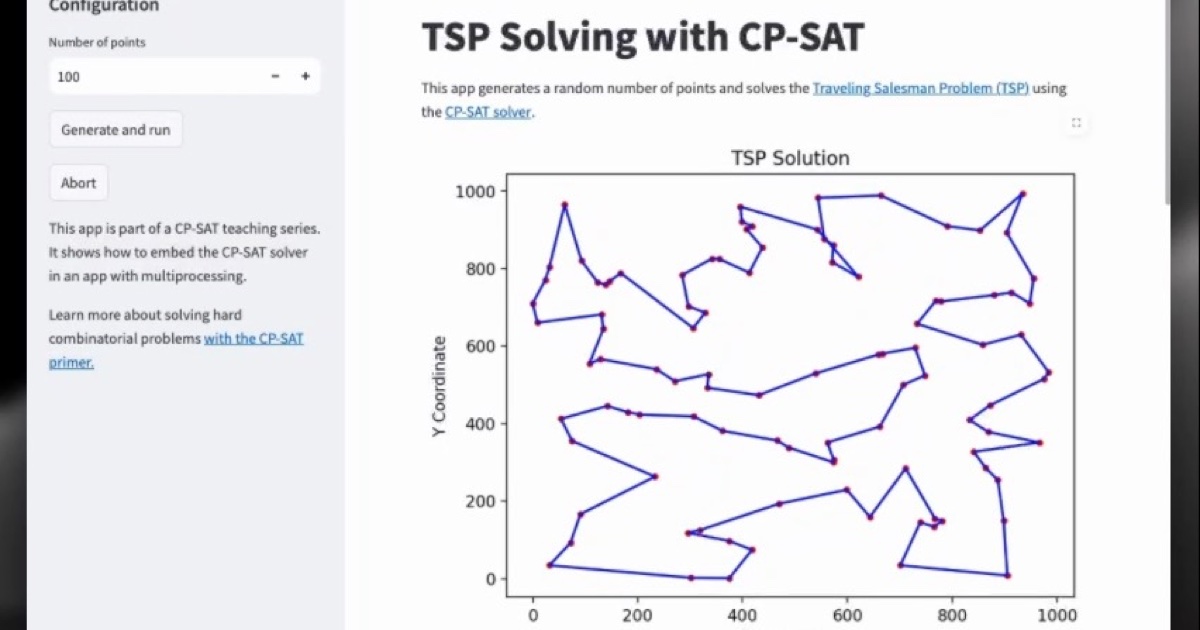 Configuration
Number of points
100
Generate and run
Abort
This app is part of a CP-SAT teaching series.
It shows how to embed the CP-SAT solver
in an app with multiprocessing.
Learn more about solving hard
combinatorial problems with the CP-SAT
primer.
TSP Solving with CP-SAT
This app generates a random number of points and solves the Traveling Salesman Problem (TSP) using
the CP-SAT solver.
TSP Solution
Y Coordinate
1000
800
600
400
200
0
0 200 400 600 800 1000